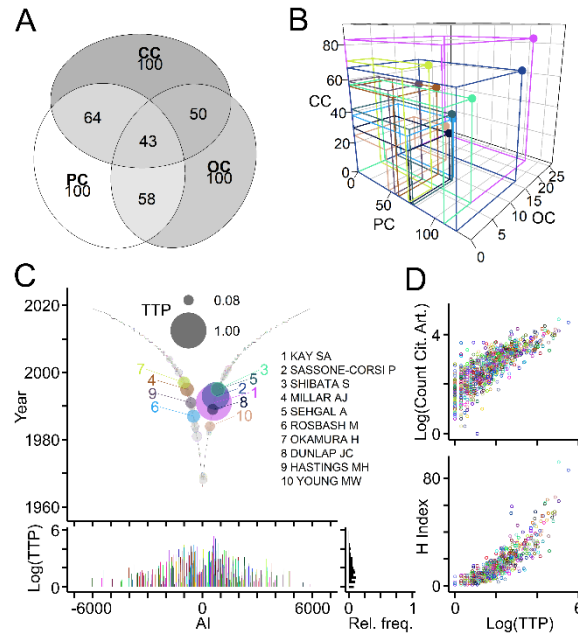 A
CC
100
64
50
43
PC
100
OC
100
58
B
80
60
CC
40
20
0
0
50
PC
100
0
5
10
15
20
25
OC
C
2020
2000
Year
1980
1960
TTP
0.08
1.00
7
4
9
6
3
5
2
1
8
10
1 KAY SA
2 SASSONE-CORSI P
3 SHIBATA S
4 MILLAR AJ
5 SEHGAL A
6 ROSBASH M
7 OKAMURA H
8 DUNLAP JC
9 HASTINGS MH
10 YOUNG MW
Log(TTP)
6
0
-6000
0
6000
AI
0
1
Rel. freq.
D
Log(Count Cit. Art.)
4
0
H Index
80
0
0
4
Log(TTP)